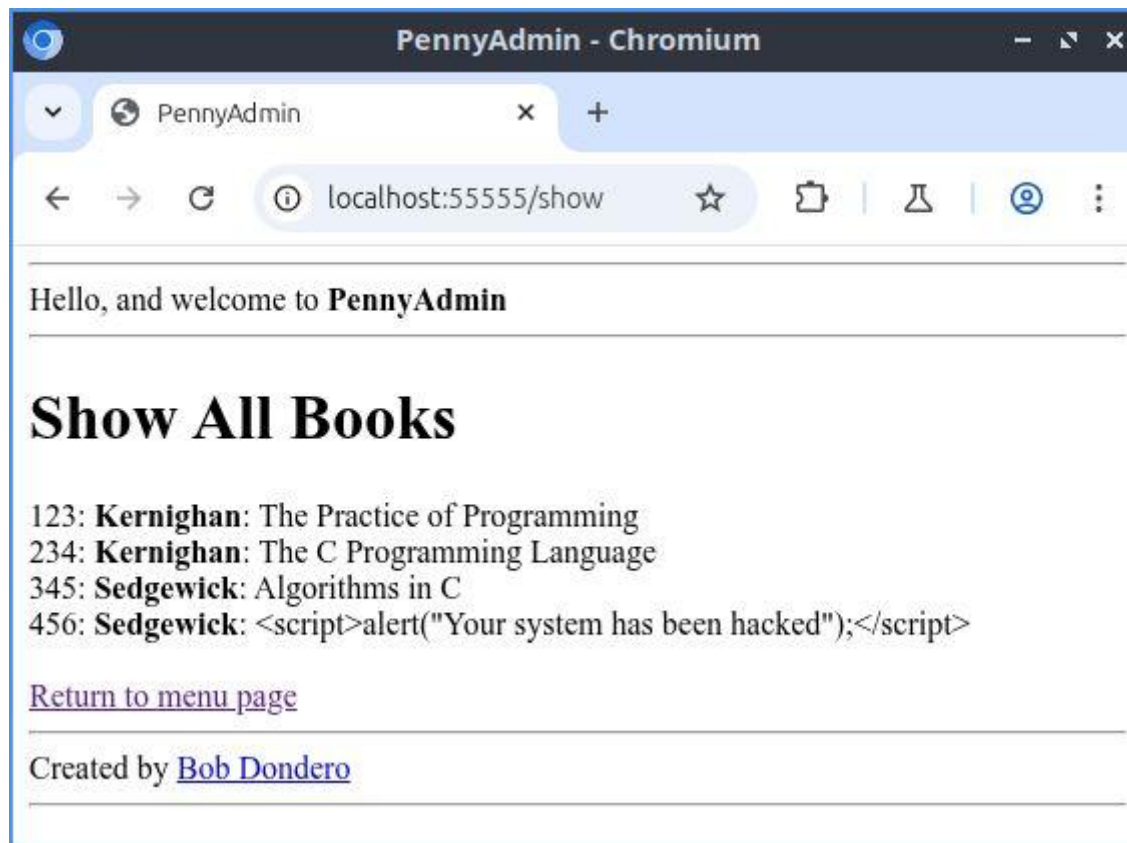 PennyAdmin - Chromium
PennyAdmin
localhost:55555/show
Hello, and welcome to PennyAdmin
Show All Books
123: Kernighan: The Practice of Programming
234: Kernighan: The C Programming Language
345: Sedgewick: Algorithms in C
456: Sedgewick: <script>alert("Your system has been hacked");</script>
Return to menu page
Created by Bob Dondero